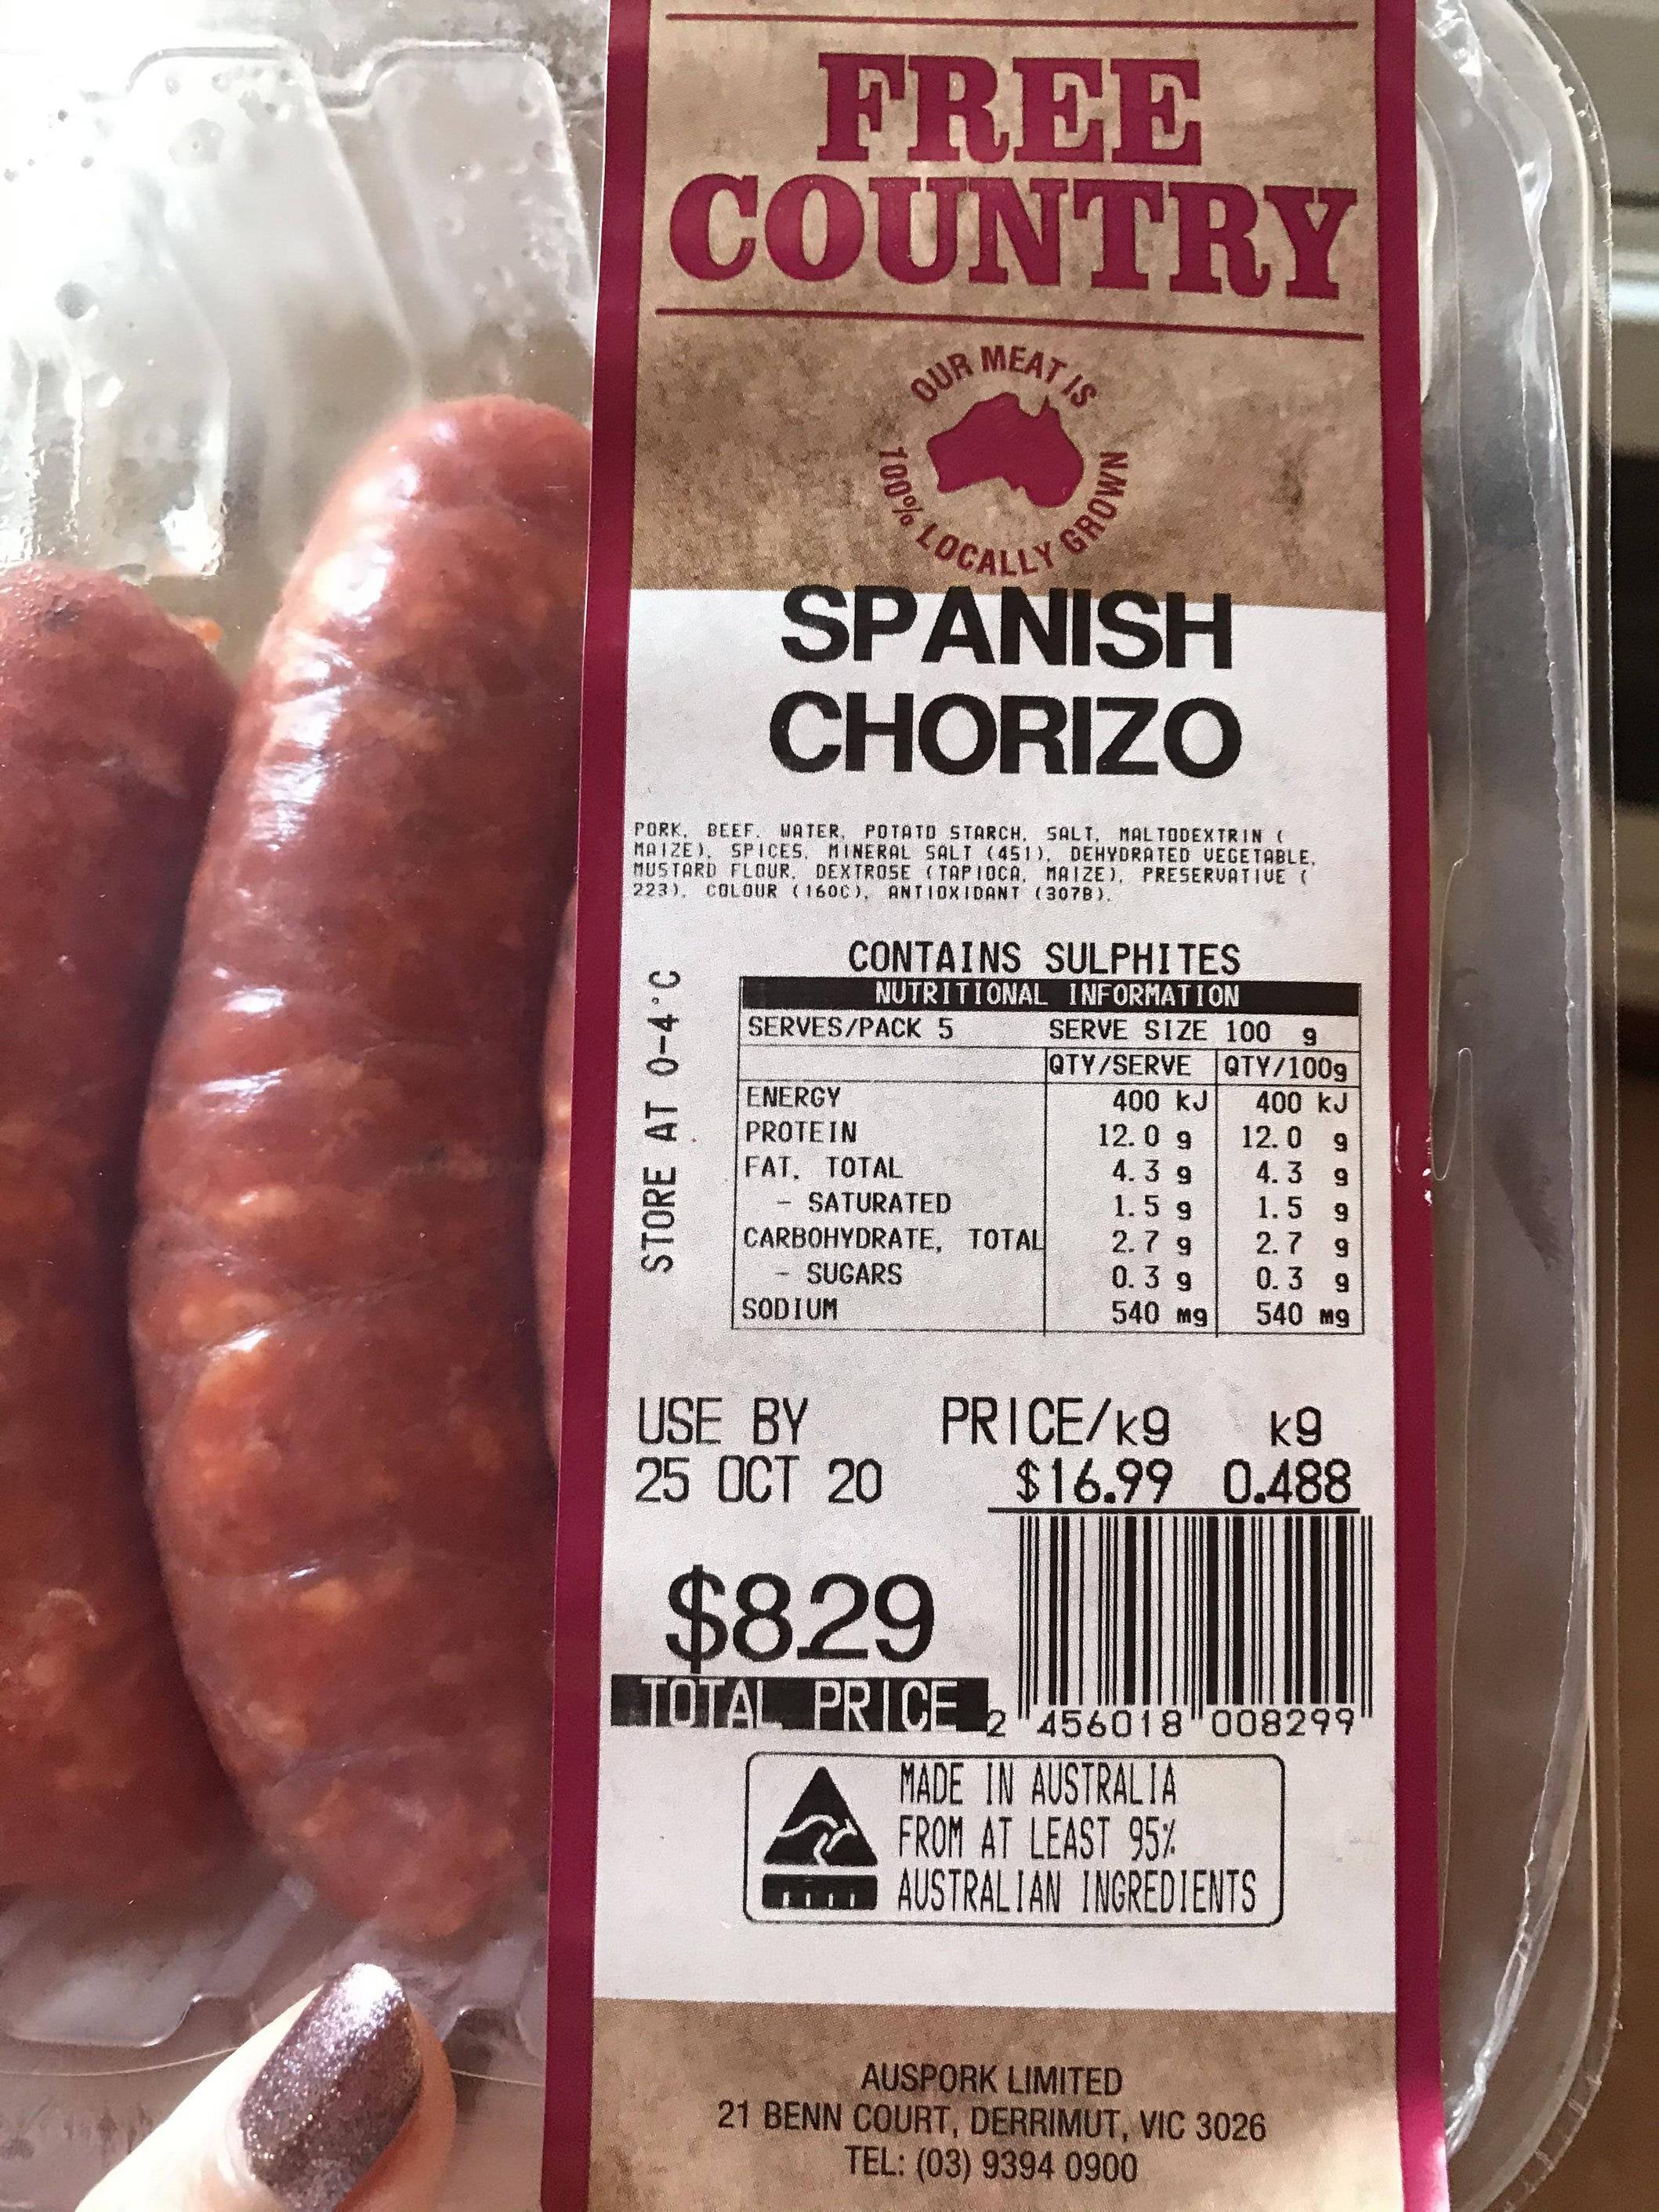 FREE
COUNTRY
OUR MEAT IS
100% LOCALLY GROWN
SPANISH
CHORIZO
PORK, BEEF, WATER, POTATO STARCH, SALT, MALTODEXTRIN (
MAIZE), SPICES, MINERAL SALT (451), DEHYDRATED VEGETABLE,
MUSTARD FLOUR, DEXTROSE (TAPIOCA, MAIZE), PRESERVATIVE (
223), COLOUR (160C), ANTIOXIDANT (307B).
CONTAINS SULPHITES
STORE AT 0-4°C
NUTRITIONAL INFORMATION
SERVES/PACK 5 SERVE SIZE 100 g
QTY/SERVE QTY/100g
ENERGY 400 kJ 400 kJ
PROTEIN 12.0 g 12.0 g
FAT, TOTAL 4.3 g 4.3 g
- SATURATED 1.5 g 1.5 g
CARBOHYDRATE, TOTAL 2.7 g 2.7 g
- SUGARS 0.3 g 0.3 g
SODIUM 540 mg 540 mg
USE BY PRICE/kg kg
25 OCT 20 $16.99 0.488
$8.29
TOTAL PRICE
2 456018 008299
MADE IN AUSTRALIA
FROM AT LEAST 95%
AUSTRALIAN INGREDIENTS
AUSPORK LIMITED
21 BENN COURT, DERRIMUT, VIC 3026
TEL: (03) 9394 0900